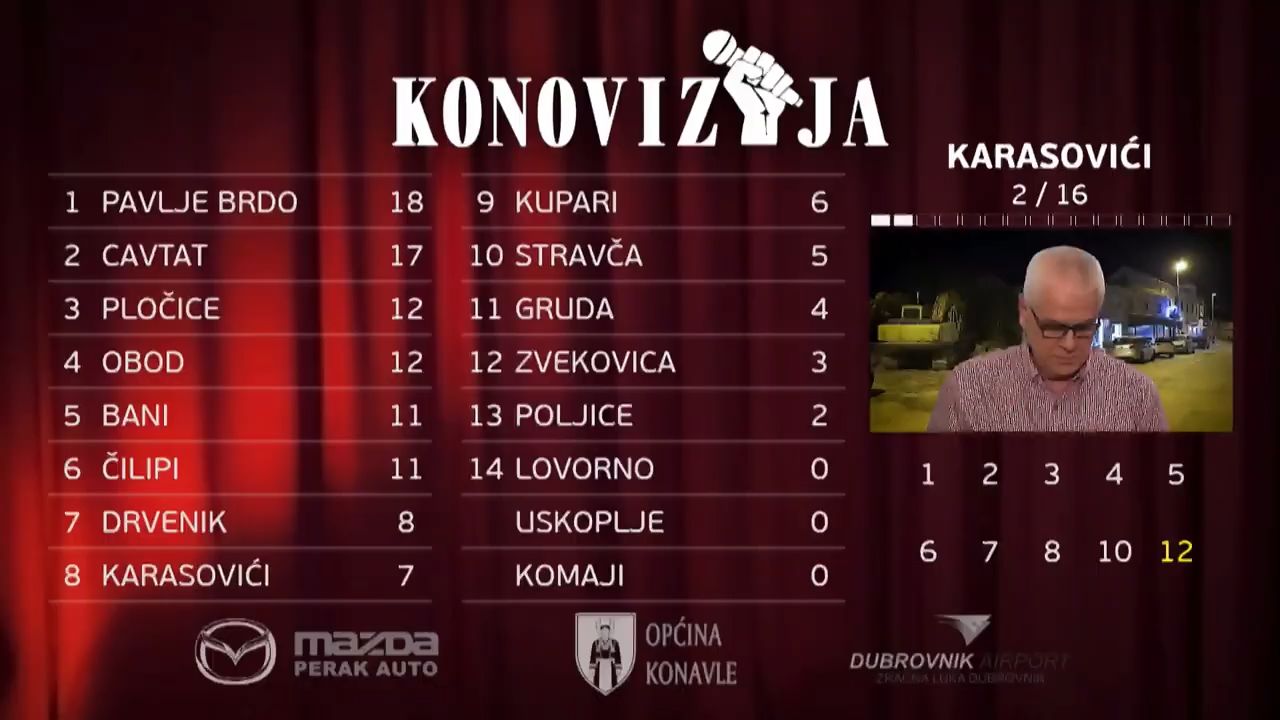 KONOVIZIJA
KARASOVIĆI
2 / 16
1 PAVLJE BRDO 18
2 CAVTAT 17
3 PLOČICE 12
4 OBOD 12
5 BANI 11
6 ČILIPI 11
7 DRVENIK 8
8 KARASOVIĆI 7
9 KUPARI 6
10 STRAVČA 5
11 GRUDA 4
12 ZVEKOVICA 3
13 POLJICE 2
14 LOVORNO 0
USKOPLJE 0
KOMAJI 0
1 2 3 4 5
6 7 8 10 12
mazda
PERAK AUTO
OPĆINA
KONAVLE
DUBROVNIK AIRPORT
ZRAČNA LUKA DUBROVNIK